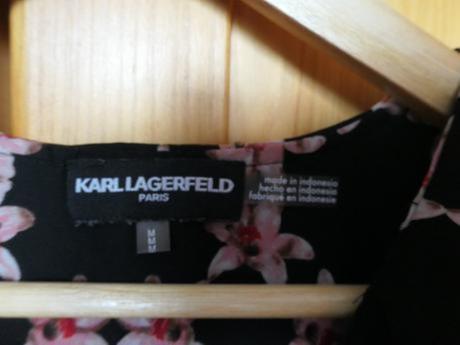 KARL LAGERFELD
PARIS
M
M
M
made in indonesia
hecho en indonesia
fabriqué en indonésie